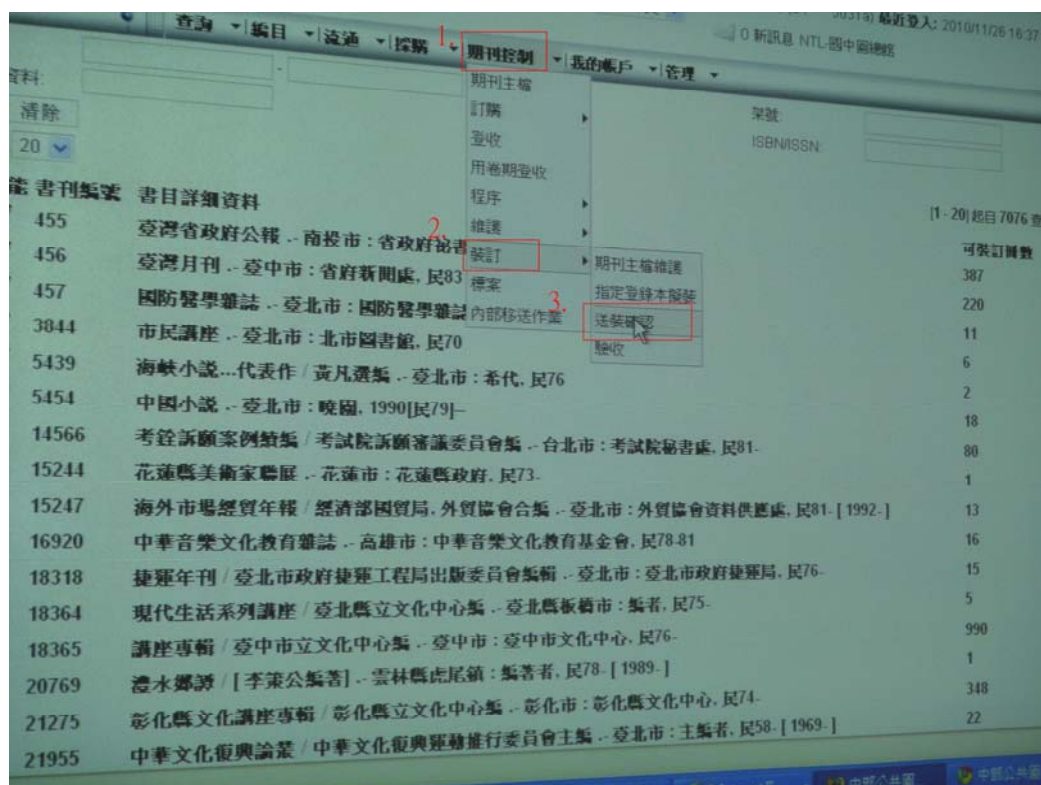 最近登入: 2010/11/26 16:37
0 新訊息 NTL-國中圖總館
查詢 編目 流通 採購 1. 期刊控制 我的帳戶 管理
資料:
清除
20
架號:
ISBN/ISSN:
期刊主檔
訂購
登收
用卷期登收
程序
維護
2. 裝訂
標案
內部移送作業
期刊主檔維護
指定登錄本擬裝
3. 送裝確認
驗收
[1 - 20] 起自 7076 查
能 書刊編號 書目詳細資料 可裝訂冊數
455 臺灣省政府公報 .- 南投市 : 省政府祕書 387
456 臺灣月刊 .- 臺中市 : 省府新聞處, 民83 220
457 國防醫學雜誌 .- 臺北市 : 國防醫學雜誌 11
3844 市民講座 .- 臺北市 : 北市圖書館, 民70 6
5439 海峽小說...代表作 / 黃凡選編 .- 臺北市 : 希代, 民76 2
5454 中國小說 .- 臺北市 : 曉園, 1990[民79]-- 18
14566 考銓訴願案例續編 / 考試院訴願審議委員會編 .- 台北市 : 考試院秘書處, 民81- 80
15244 花蓮縣美術家聯展 .- 花蓮市 : 花蓮縣政府, 民73- 1
15247 海外市場經貿年報 / 經濟部國貿局, 外貿協會合編 .- 臺北市 : 外貿協會資料供應處, 民81- [ 1992- ] 13
16920 中華音樂文化教育雜誌 .- 高雄市 : 中華音樂文化教育基金會, 民78-81 16
18318 捷運年刊 / 臺北市政府捷運工程局出版委員會編輯 .- 臺北市 : 臺北市政府捷運局, 民76- 15
18364 現代生活系列講座 / 臺北縣立文化中心編 .- 臺北縣板橋市 : 編者, 民75- 5
18365 講座專輯 / 臺中市立文化中心編 .- 臺中市 : 臺中市文化中心, 民76- 990
20769 澧水鄉譚 / [ 李萊公編著] .- 雲林縣虎尾鎮 : 編著者, 民78- [ 1989- ] 1
21275 彰化縣文化講座專輯 / 彰化縣立文化中心編 .- 彰化市 : 彰化縣文化中心, 民74- 348
21955 中華文化復興論叢 / 中華文化復興運動推行委員會主編 .- 臺北市 : 主編者, 民58- [ 1969- ] 22
中部公共圖 中部公共圖